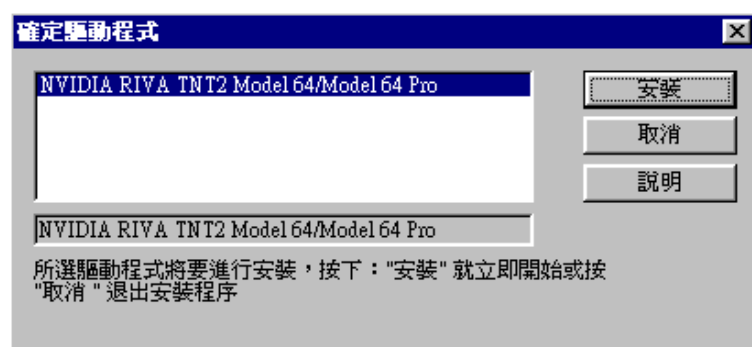 確定驅動程式
NVIDIA RIVA TNT2 Model 64/Model 64 Pro
安裝
取消
說明
NVIDIA RIVA TNT2 Model 64/Model 64 Pro
所選驅動程式將要進行安裝，按下："安裝" 就立即開始或按
"取消 " 退出安裝程序